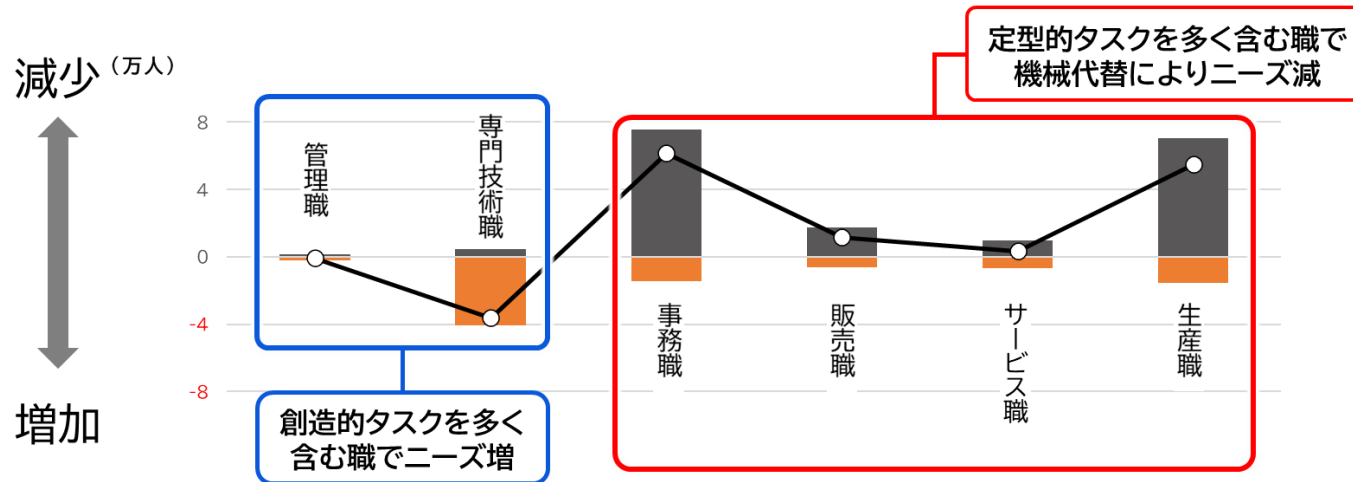 定型的タスクを多く含む職で
機械代替によりニーズ減
減少（万人）
8
4
0
-4
-8
管理職
専門技術職
事務職
販売職
サービス職
生産職
増加
創造的タスクを多く
含む職でニーズ増